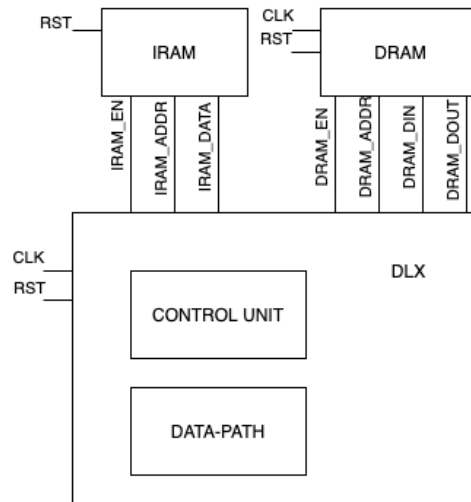 RST
IRAM
CLK
RST
DRAM
IRAM_EN
IRAM_ADDR
IRAM_DATA
DRAM_EN
DRAM_ADDR
DRAM_DIN
DRAM_DOUT
CLK
RST
DLX
CONTROL UNIT
DATA-PATH